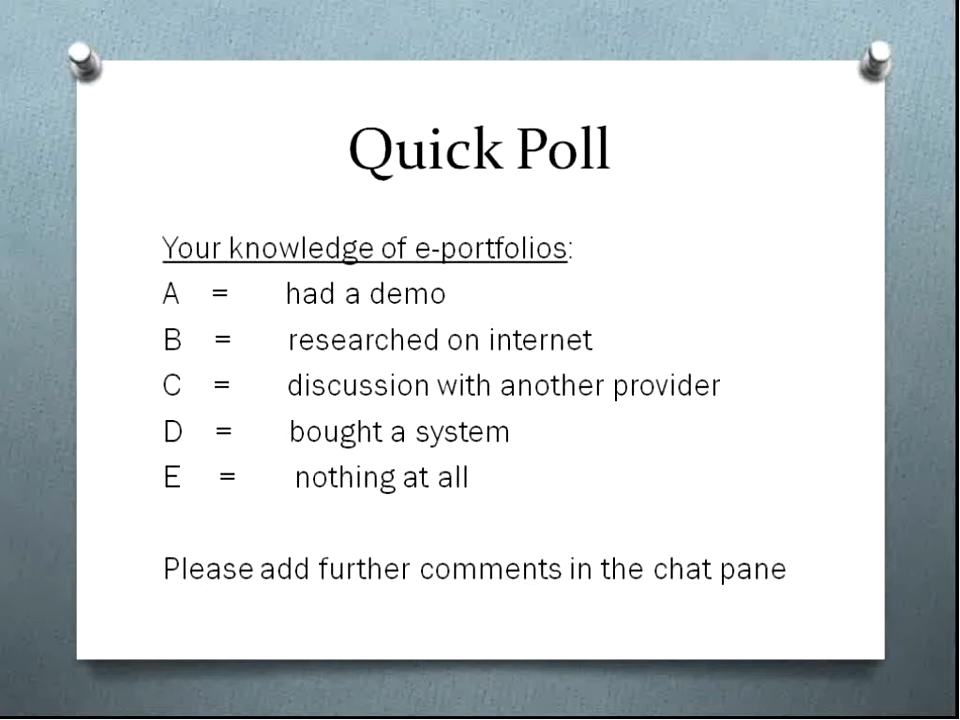 Quick Poll
Your knowledge of e-portfolios:
A = had a demo
B = researched on internet
C = discussion with another provider
D = bought a system
E = nothing at all
Please add further comments in the chat pane